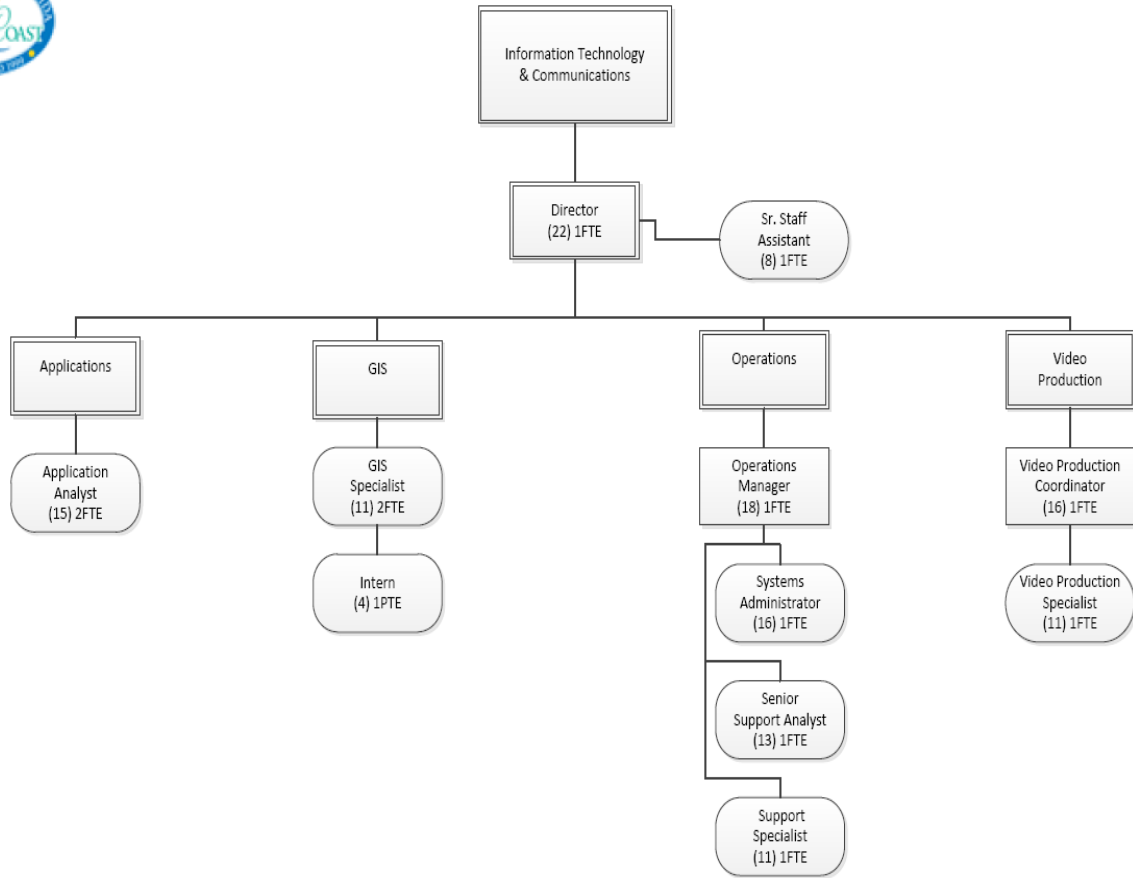 COAST
Information Technology
& Communications
Director
(22) 1FTE
Sr. Staff
Assistant
(8) 1FTE
Applications
GIS
Operations
Video
Production
Application
Analyst
(15) 2FTE
GIS
Specialist
(11) 2FTE
Operations
Manager
(18) 1FTE
Video Production
Coordinator
(16) 1FTE
Intern
(4) 1PTE
Systems
Administrator
(16) 1FTE
Video Production
Specialist
(11) 1FTE
Senior
Support Analyst
(13) 1FTE
Support
Specialist
(11) 1FTE